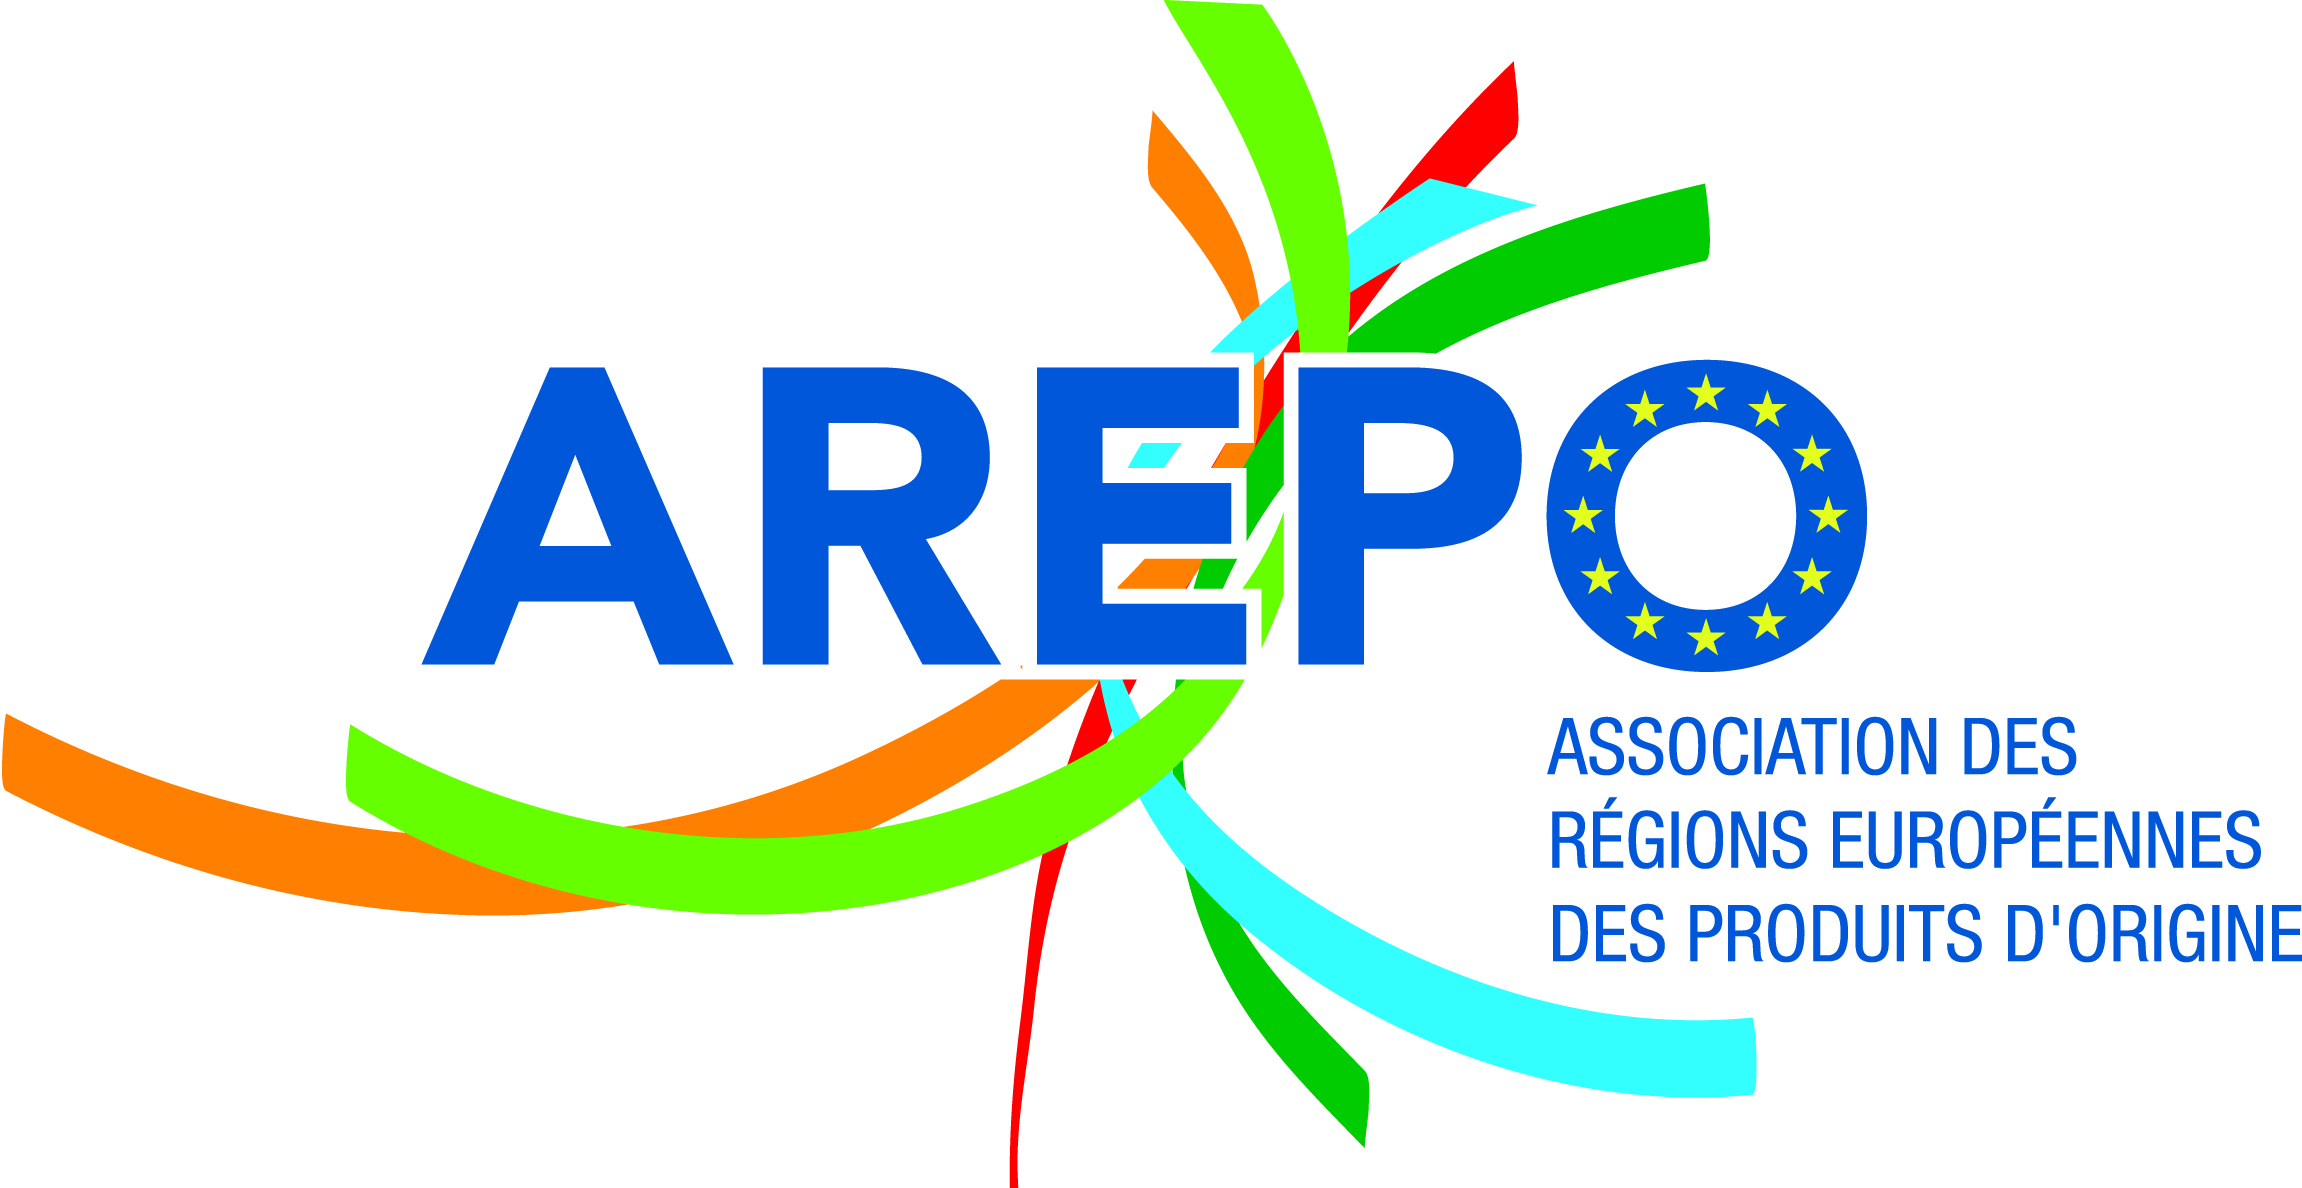 AREPO
ASSOCIATION DES
RÉGIONS EUROPÉENNES
DES PRODUITS D'ORIGINE